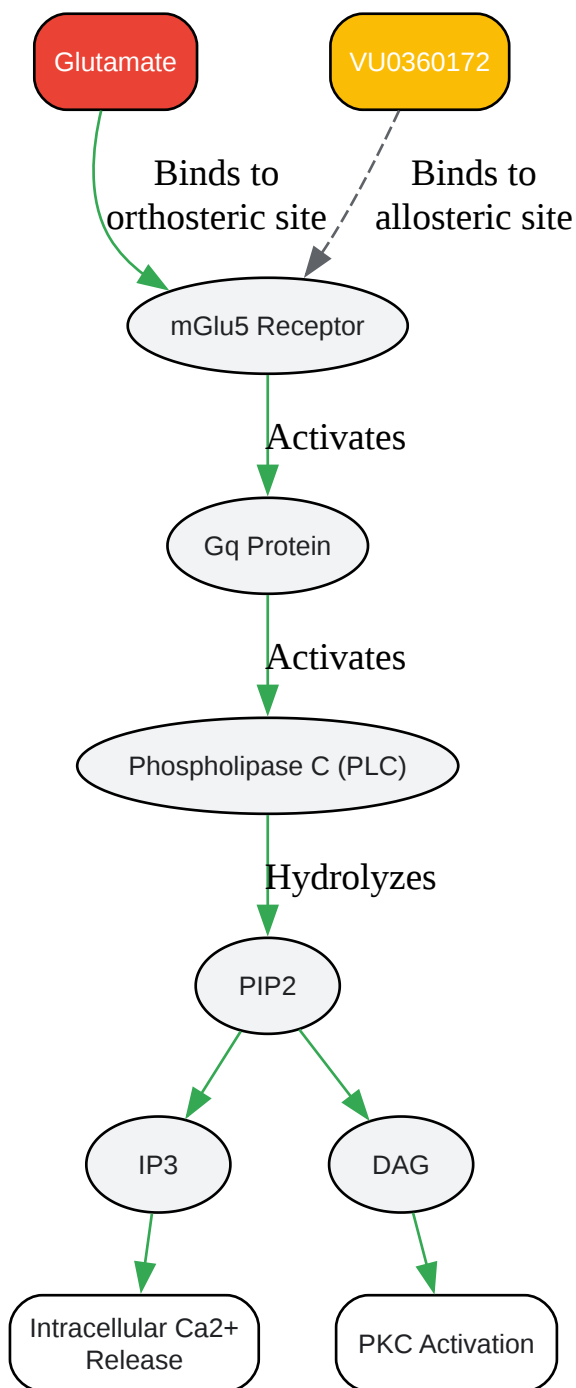 Glutamate
VU0360172
Binds to
orthosteric site
Binds to
allosteric site
mGlu5 Receptor
Activates
Gq Protein
Activates
Phospholipase C (PLC)
Hydrolyzes
PIP2
IP3
DAG
Intracellular Ca2+
Release
PKC Activation